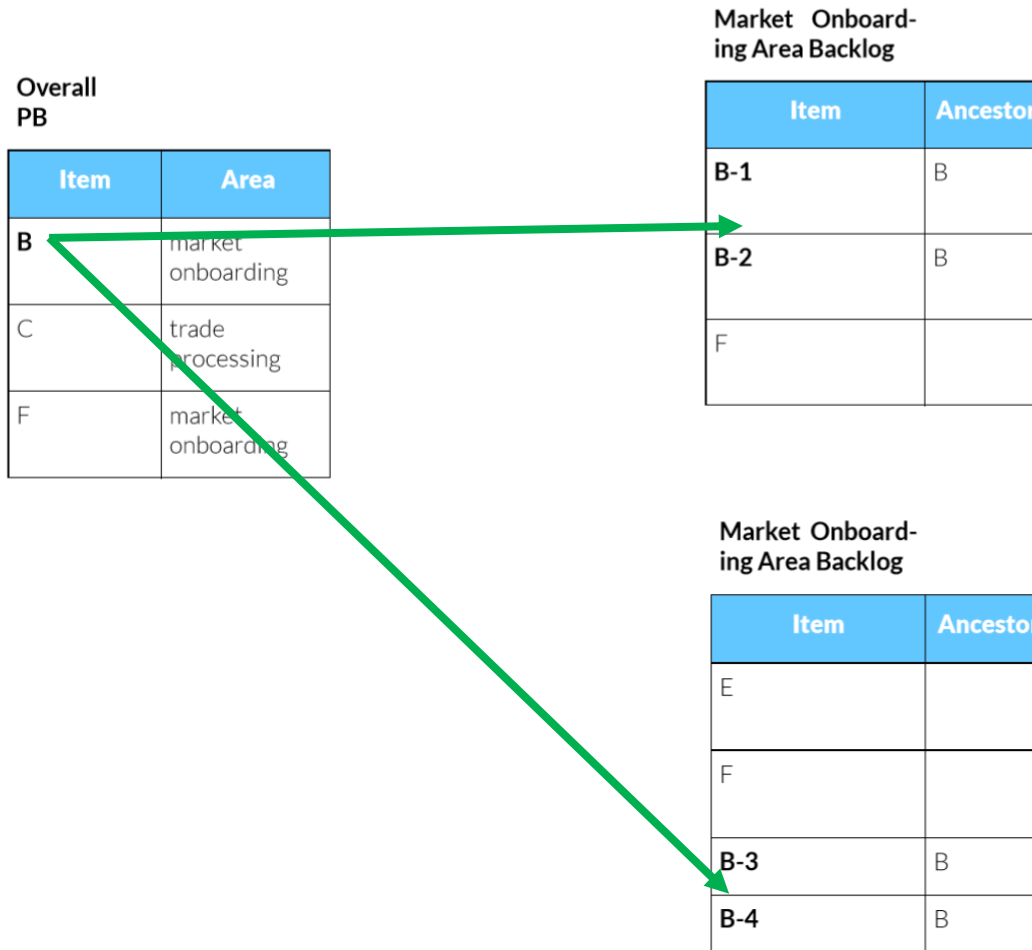 Overall
PB
Item Area
B market
onboarding
C trade
processing
F market
onboarding
Market Onboard-
ing Area Backlog
Item Ancestor
B-1 B
B-2 B
F
Market Onboard-
ing Area Backlog
Item Ancestor
E
F
B-3 B
B-4 B